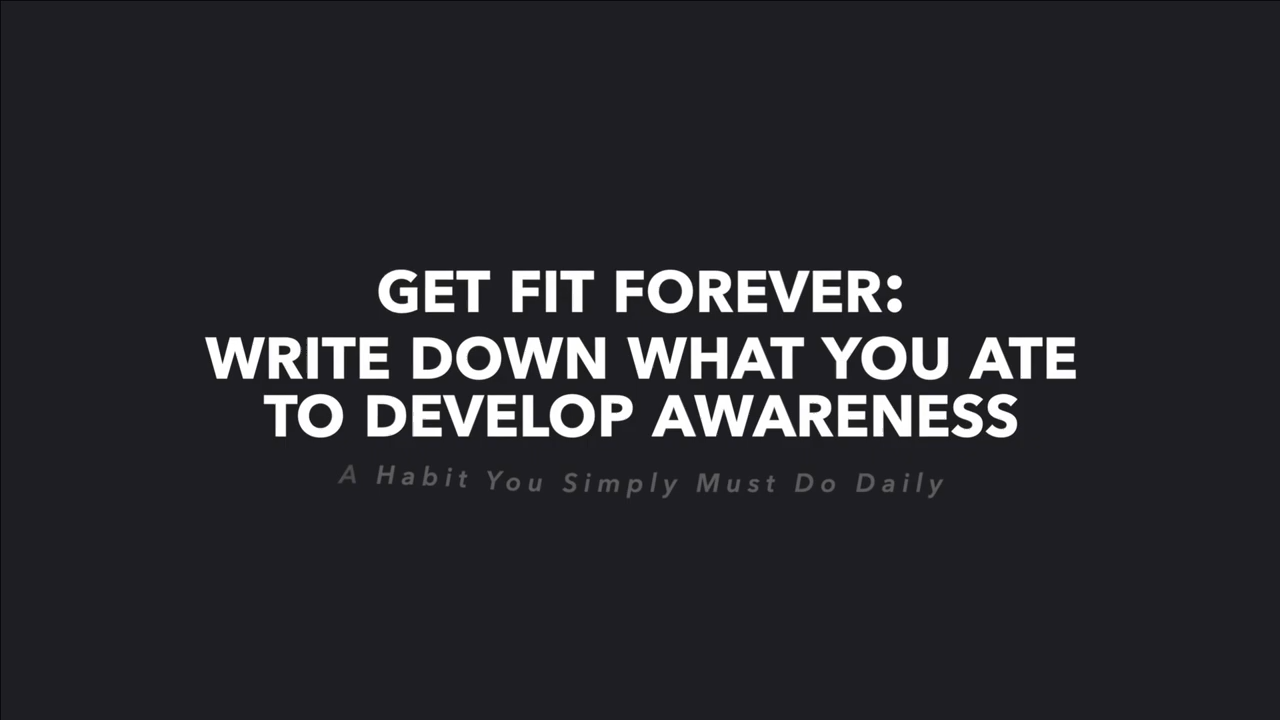 GET FIT FOREVER:
WRITE DOWN WHAT YOU ATE
TO DEVELOP AWARENESS
A Habit You Simply Must Do Daily